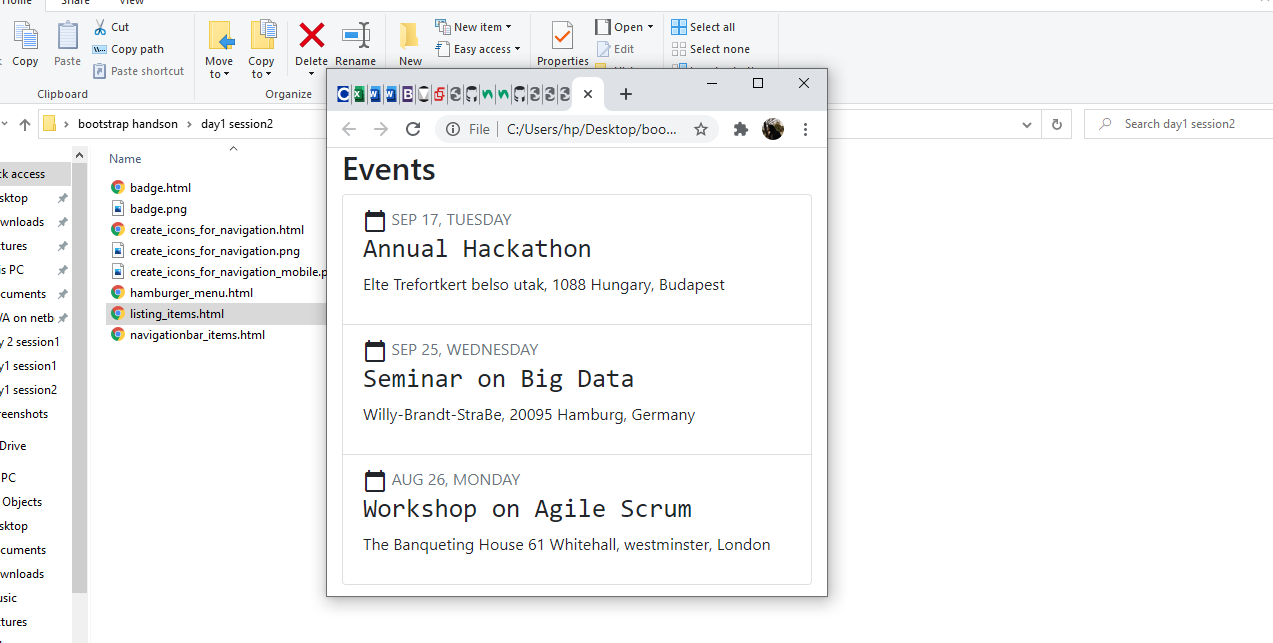 Home Share View
Cut
Copy path
Paste shortcut
Copy
Paste
Clipboard
Move
to
Copy
to
Delete
Rename
Organize
New
New item
Easy access
Properties
Open
Edit
Select all
Select none
bootstrap handson
day1 session2
Search day1 session2
ck access
sktop
wnloads
tures
is PC
cuments
/A on netb
y 2 session1
y1 session1
y1 session2
reenshots
Drive
PC
Objects
sktop
cuments
wnloads
usic
tures
Name
badge.html
badge.png
create_icons_for_navigation.html
create_icons_for_navigation.png
create_icons_for_navigation_mobile.p
hamburger_menu.html
listing_items.html
navigationbar_items.html
File
C:/Users/hp/Desktop/boo...
Events
SEP 17, TUESDAY
Annual Hackathon
Elte Trefortkert belso utak, 1088 Hungary, Budapest
SEP 25, WEDNESDAY
Seminar on Big Data
Willy-Brandt-StraBe, 20095 Hamburg, Germany
AUG 26, MONDAY
Workshop on Agile Scrum
The Banqueting House 61 Whitehall, westminster, London